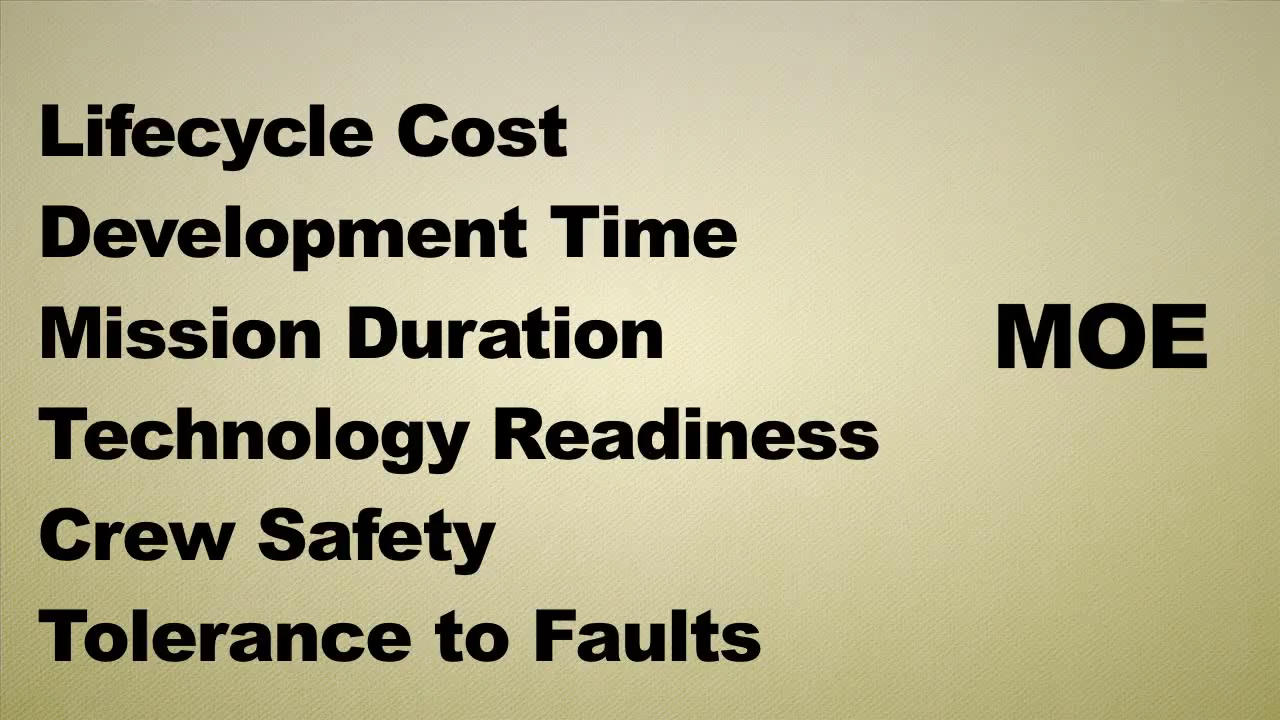 Lifecycle Cost
Development Time
Mission Duration
Technology Readiness
Crew Safety
Tolerance to Faults
MOE